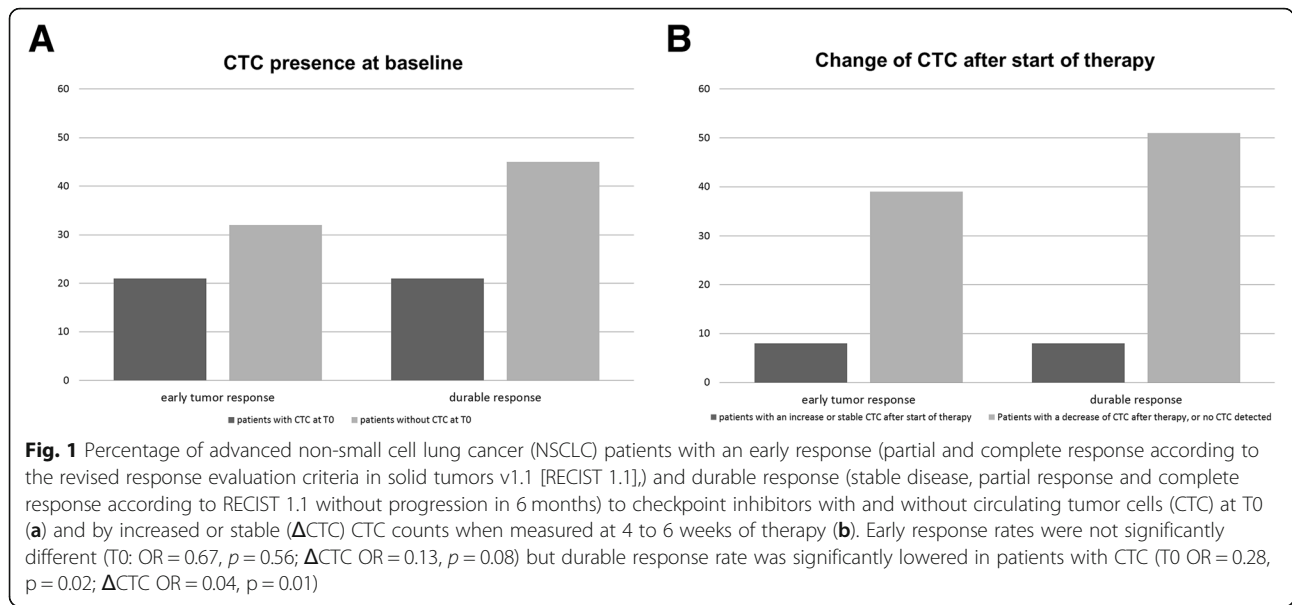 A
CTC presence at baseline
60
50
40
30
20
10
0
early tumor response
durable response
patients with CTC at T0
patients without CTC at T0
B
Change of CTC after start of therapy
60
50
40
30
20
10
0
early tumor response
durable response
patients with an increase or stable CTC after start of therapy
Patients with a decrease of CTC after therapy, or no CTC detected
Fig. 1 Percentage of advanced non-small cell lung cancer (NSCLC) patients with an early response (partial and complete response according to
the revised response evaluation criteria in solid tumors v1.1 [RECIST 1.1],) and durable response (stable disease, partial response and complete
response according to RECIST 1.1 without progression in 6 months) to checkpoint inhibitors with and without circulating tumor cells (CTC) at T0
(a) and by increased or stable (ΔCTC) CTC counts when measured at 4 to 6 weeks of therapy (b). Early response rates were not significantly
different (T0: OR = 0.67, p = 0.56; ΔCTC OR = 0.13, p = 0.08) but durable response rate was significantly lowered in patients with CTC (T0 OR = 0.28,
p = 0.02; ΔCTC OR = 0.04, p = 0.01)